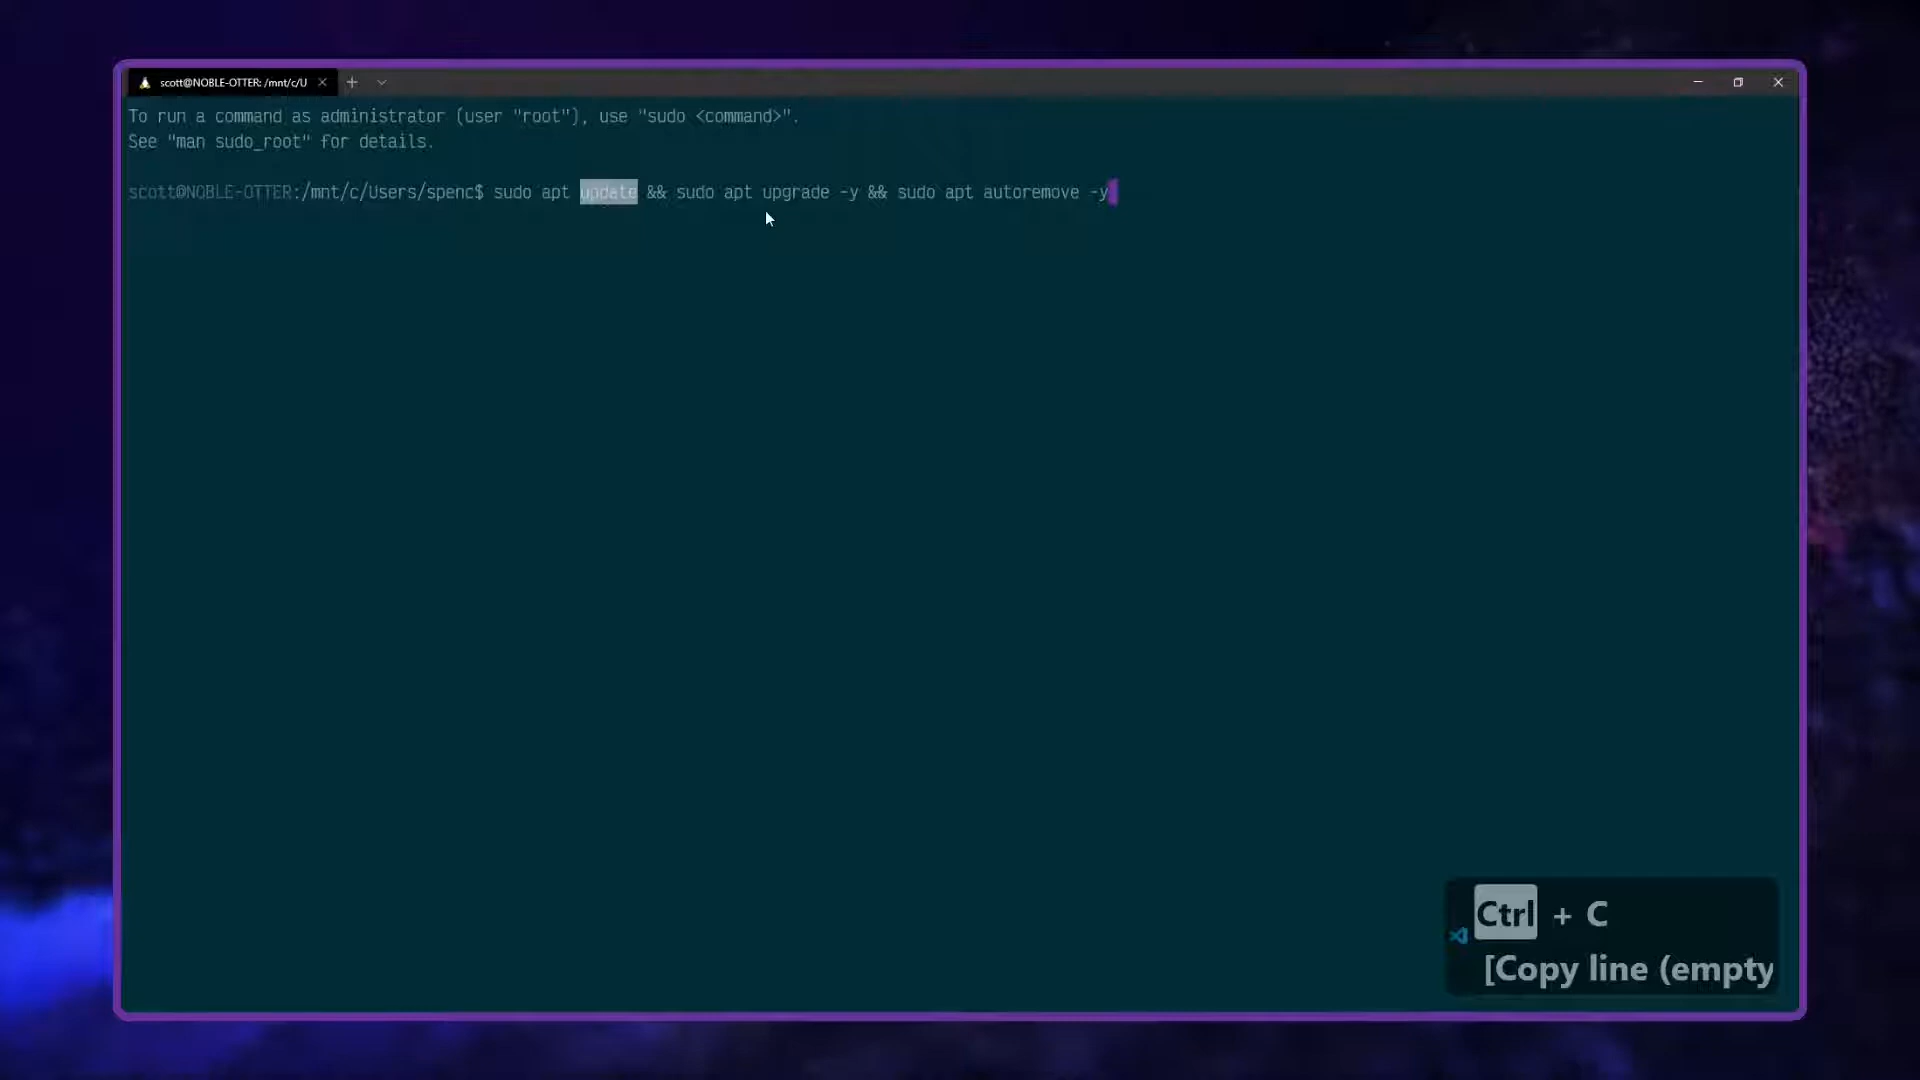 scott@NOBLE-OTTER: /mnt/c/U
To run a command as administrator (user "root"), use "sudo <command>".
See "man sudo_root" for details.
scott@NOBLE-OTTER:/mnt/c/Users/spenc$ sudo apt update && sudo apt upgrade -y && sudo apt autoremove -y
Ctrl + C
[Copy line (empty